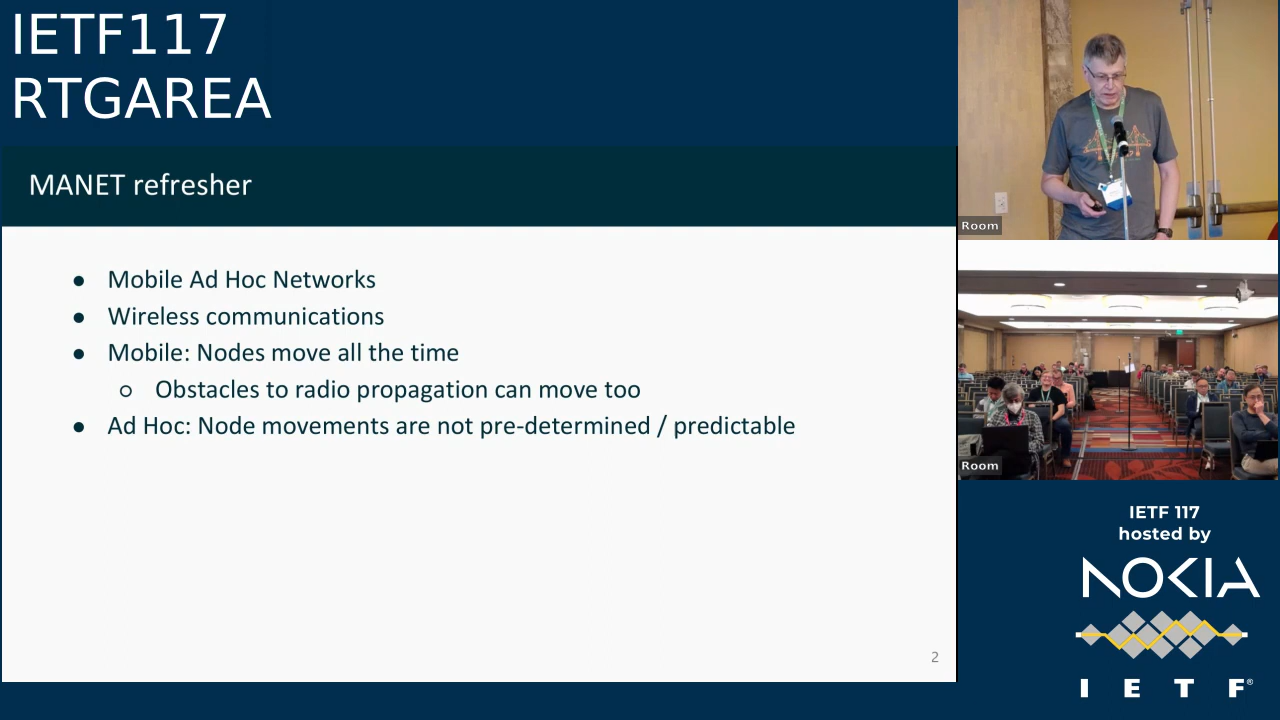 IETF117
RTGAREA
MANET refresher
● Mobile Ad Hoc Networks
● Wireless communications
● Mobile: Nodes move all the time
○ Obstacles to radio propagation can move too
● Ad Hoc: Node movements are not pre-determined / predictable
2
Room
Room
IETF 117
hosted by
NOKIA
I E T F®